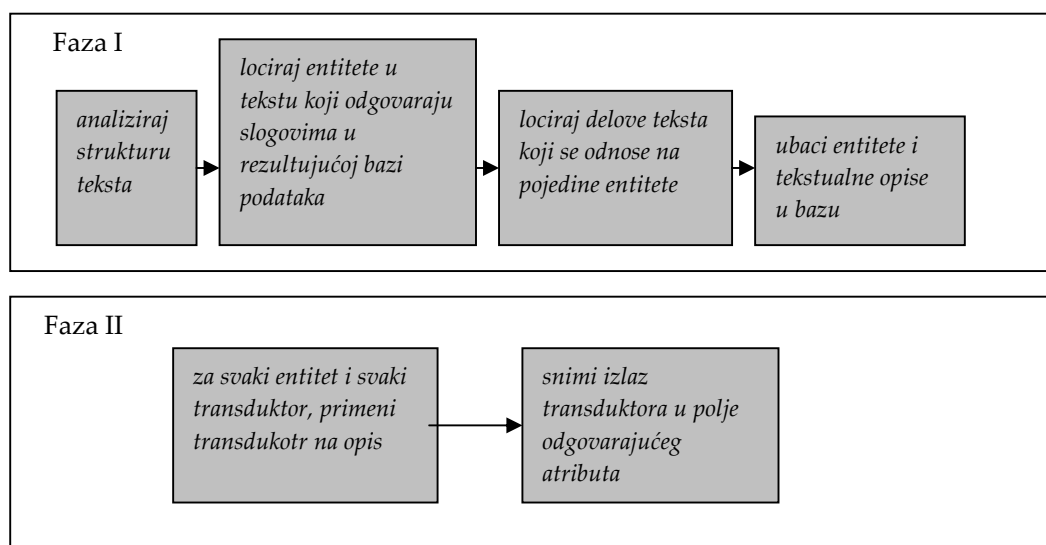 Faza I
analiziraj
strukturu
teksta
lociraj entitete u
tekstu koji odgovaraju
slogovima u
rezultujućoj bazi
podataka
lociraj delove teksta
koji se odnose na
pojedine entitete
ubaci entitete i
tekstualne opise
u bazu
Faza II
za svaki entitet i svaki
transduktor, primeni
transdukotr na opis
snimi izlaz
transduktora u polje
odgovarajućeg
atributa